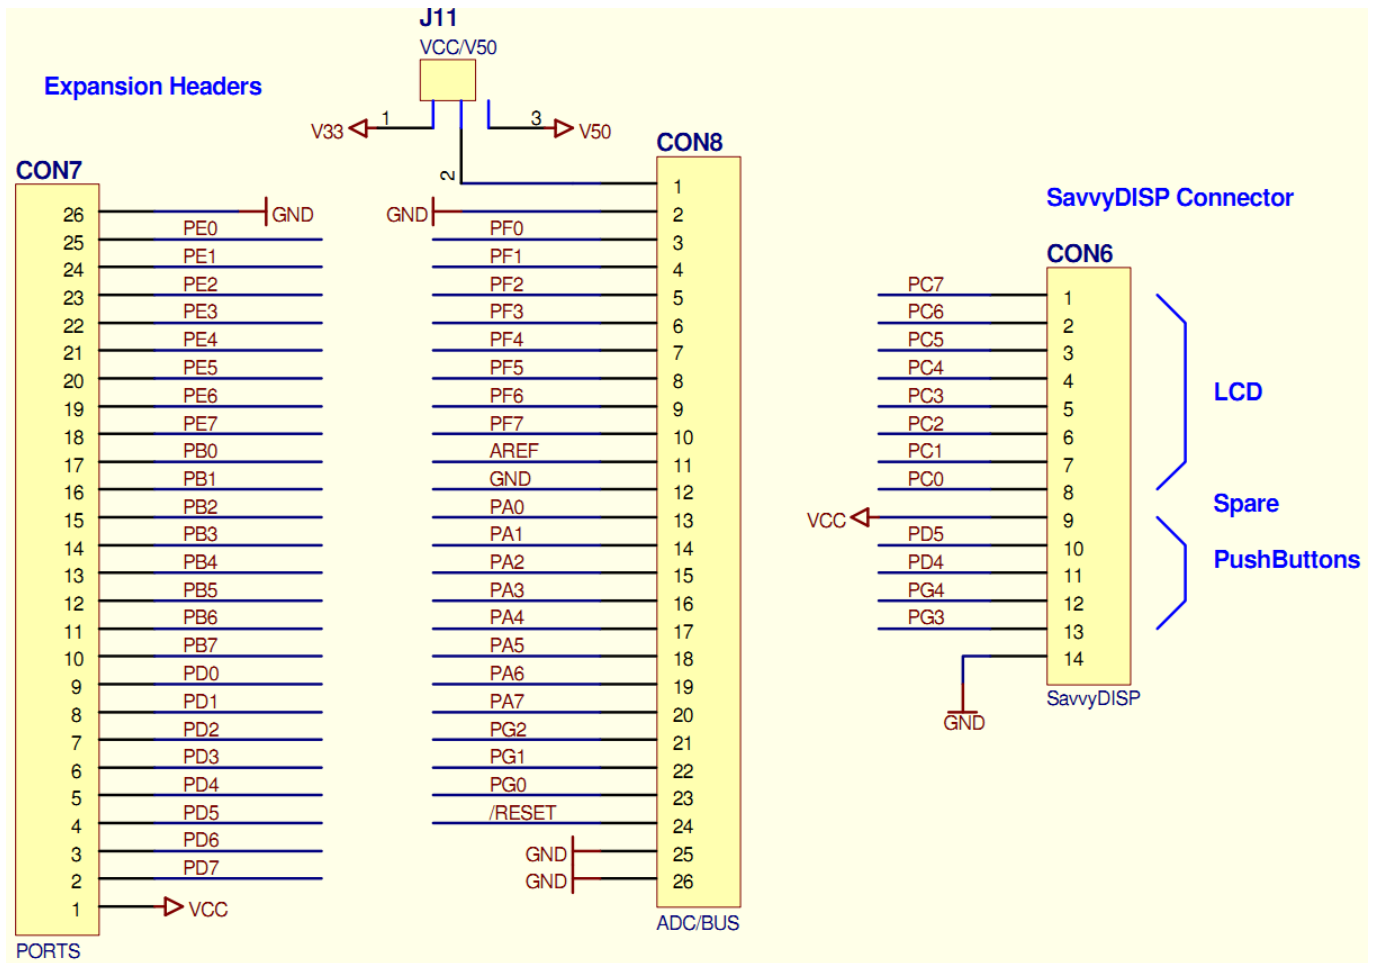 J11
VCC/V50
Expansion Headers
V33 1 3 V50
2
CON7
26 GND
25 PE0
24 PE1
23 PE2
22 PE3
21 PE4
20 PE5
19 PE6
18 PE7
17 PB0
16 PB1
15 PB2
14 PB3
13 PB4
12 PB5
11 PB6
10 PB7
9 PD0
8 PD1
7 PD2
6 PD3
5 PD4
4 PD5
3 PD6
2 PD7
1 VCC
PORTS
CON8
1
GND 2
PF0 3
PF1 4
PF2 5
PF3 6
PF4 7
PF5 8
PF6 9
PF7 10
AREF 11
GND 12
PA0 13
PA1 14
PA2 15
PA3 16
PA4 17
PA5 18
PA6 19
PA7 20
PG2 21
PG1 22
PG0 23
/RESET 24
GND 25
GND 26
ADC/BUS
SavvyDISP Connector
CON6
PC7 1
PC6 2
PC5 3
PC4 4
PC3 5
PC2 6
PC1 7
PC0 8
VCC 9
PD5 10
PD4 11
PG4 12
PG3 13
14
GND
SavvyDISP
LCD
Spare
PushButtons